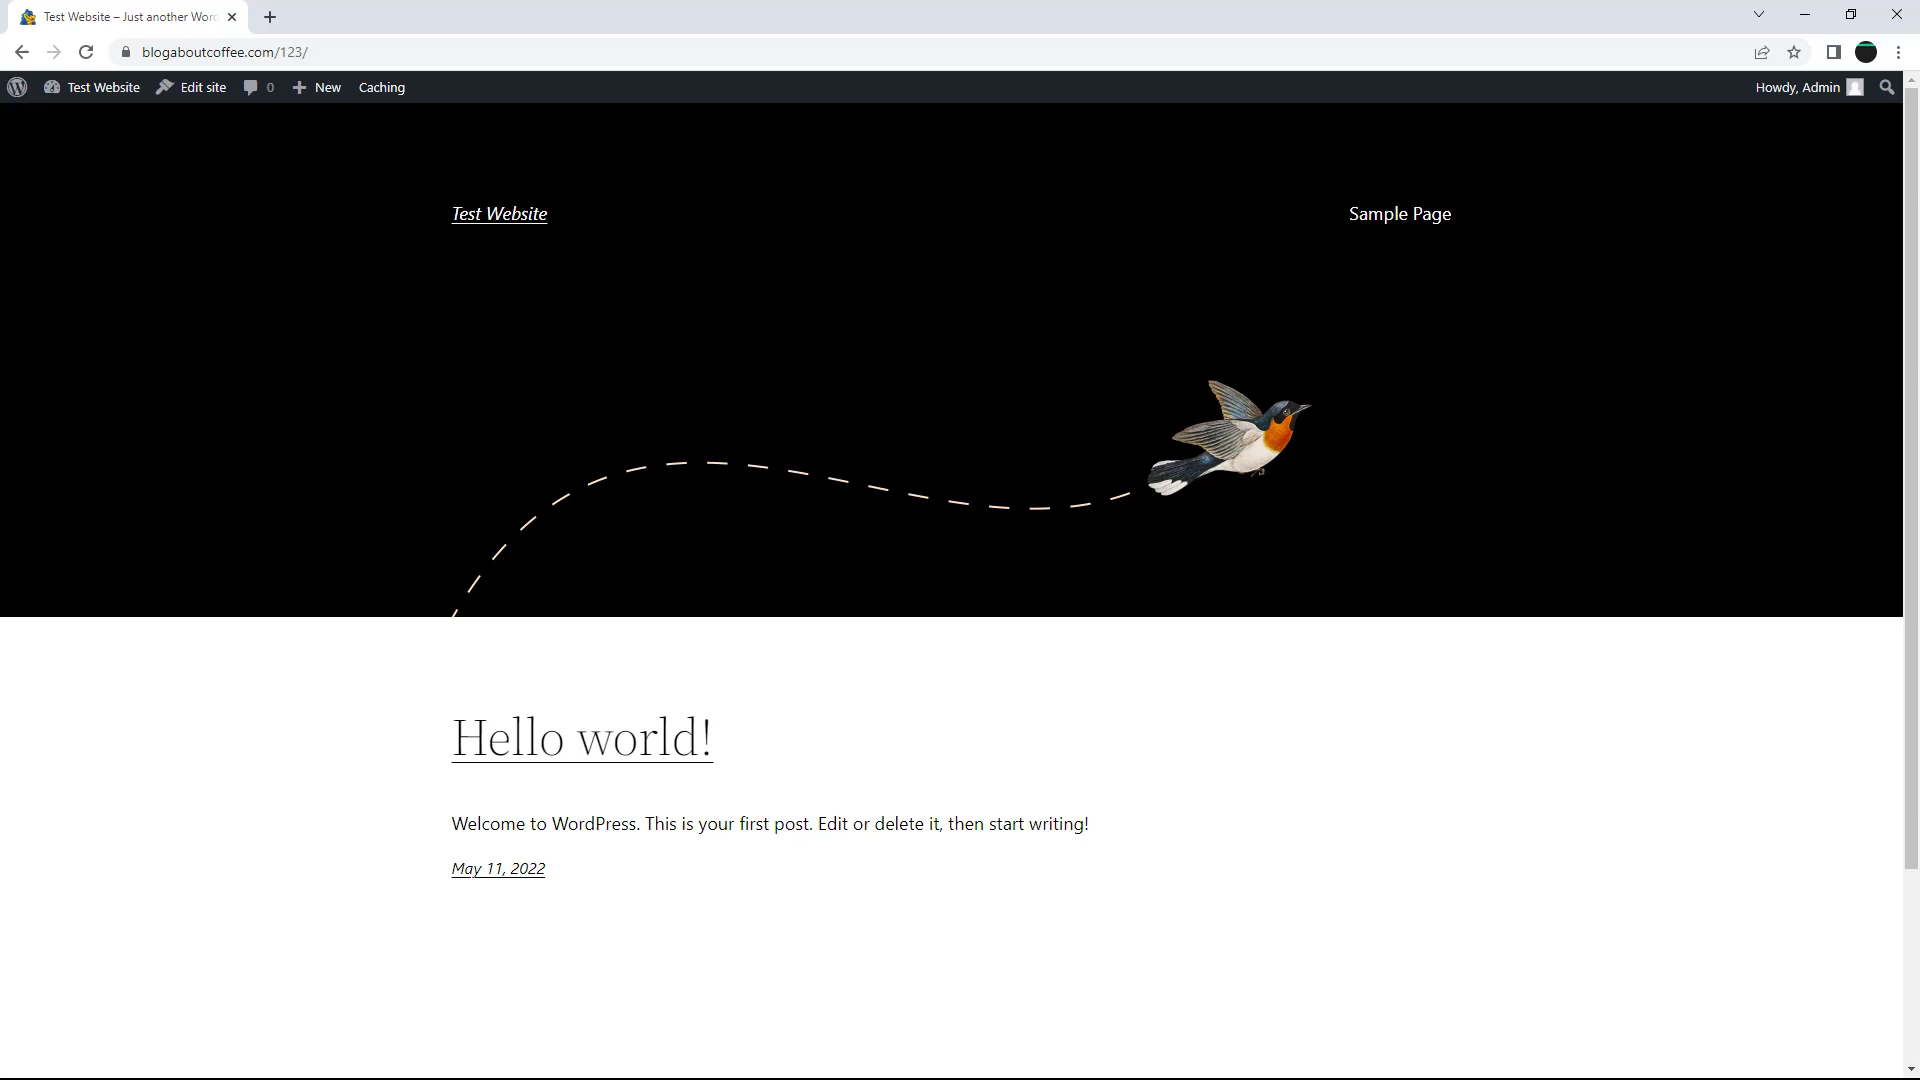 Test Website – Just another Wor
blogaboutcoffee.com/123/
Test Website Edit site 0 New Caching Howdy, Admin
Test Website Sample Page
Hello world!
Welcome to WordPress. This is your first post. Edit or delete it, then start writing!
May 11, 2022